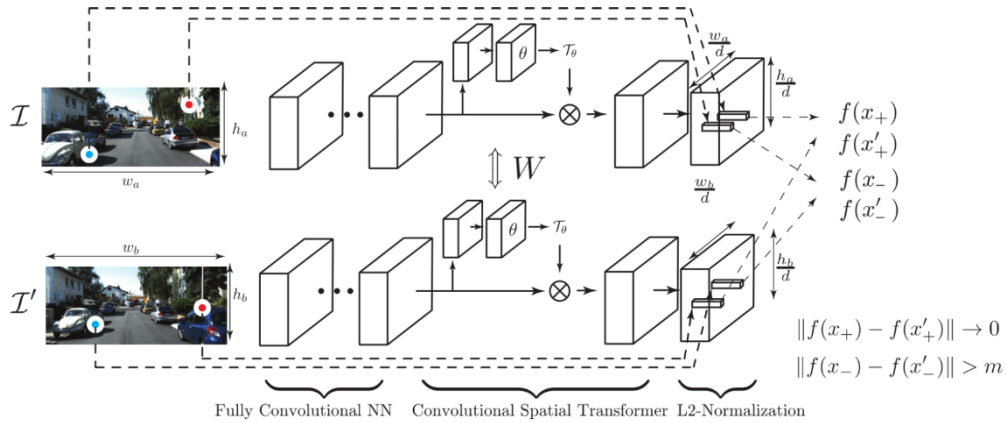 w_a/d
θ
𝒯_θ
h_a/d
ℐ
h_a
⊗
f(x_+)
f(x'_+)
w_a
W
w_b/d
f(x_-)
f(x'_-)
θ
𝒯_θ
w_b
h_b/d
ℐ'
h_b
⊗
‖f(x_+) − f(x'_+)‖ → 0
‖f(x_-) − f(x'_-)‖ > m
Fully Convolutional NN Convolutional Spatial Transformer L2-Normalization